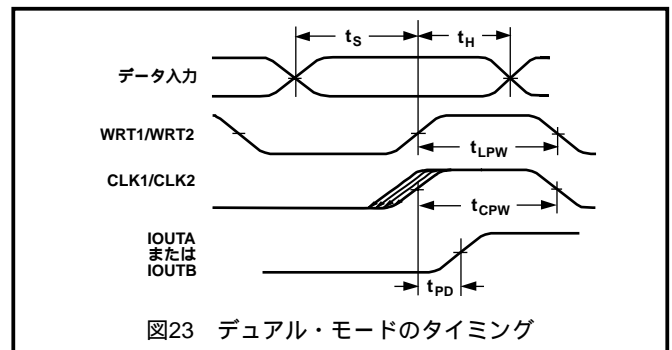 tS
tH
データ入力
WRT1/WRT2
tLPW
CLK1/CLK2
tCPW
IOUTA
または
IOUTB
tPD
図23 デュアル・モードのタイミング